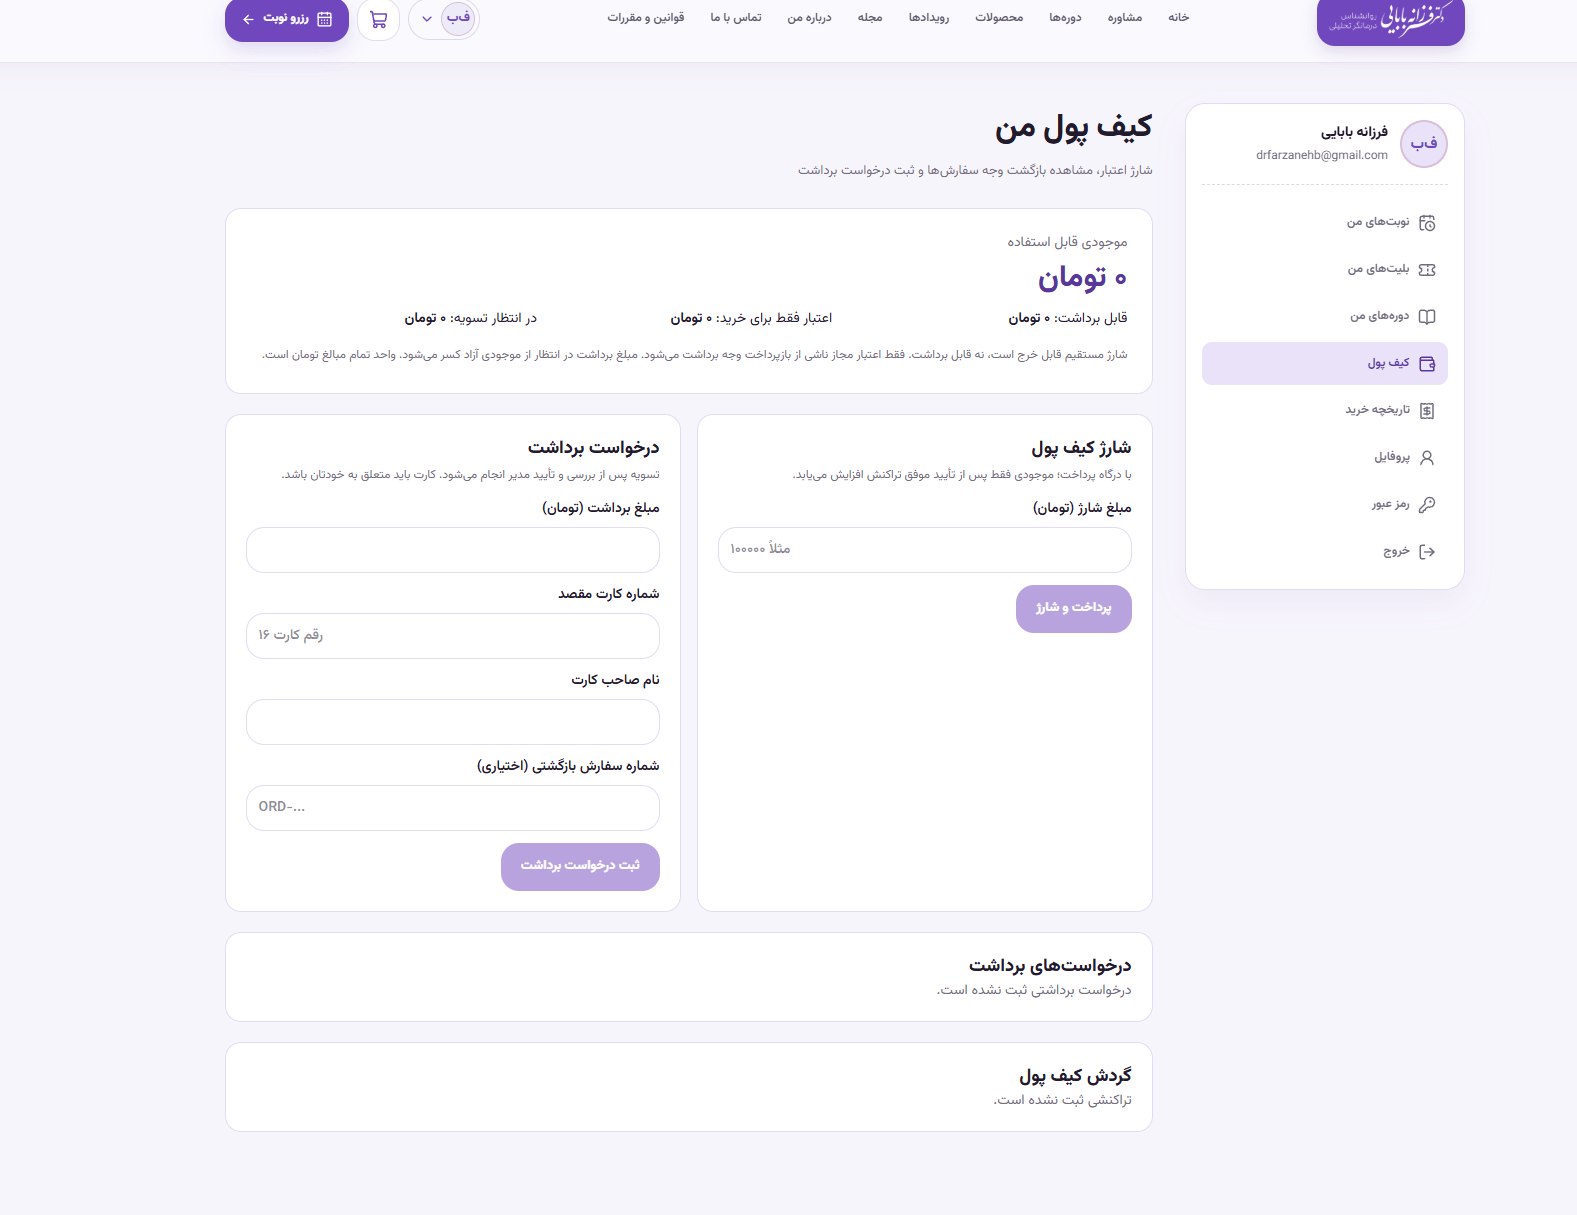 دکتر فرزانه بابایی
روانشناس
درمانگر تحلیلی
خانه
مشاوره
دوره‌ها
محصولات
رویدادها
مجله
درباره من
تماس با ما
قوانین و مقررات
ف‌ب
رزرو نوبت
ف‌ب
فرزانه بابایی
drfarzanehb@gmail.com
نوبت‌های من
بلیت‌های من
دوره‌های من
کیف پول
تاریخچه خرید
پروفایل
رمز عبور
خروج
کیف پول من
شارژ اعتبار، مشاهده بازگشت وجه سفارش‌ها و ثبت درخواست برداشت
موجودی قابل استفاده
۰ تومان
قابل برداشت: ۰ تومان
اعتبار فقط برای خرید: ۰ تومان
در انتظار تسویه: ۰ تومان
شارژ مستقیم قابل خرج است، نه قابل برداشت. فقط اعتبار مجاز ناشی از بازپرداخت وجه برداشت می‌شود. مبلغ برداشت در انتظار از موجودی آزاد کسر می‌شود. واحد تمام مبالغ تومان است.
شارژ کیف پول
با درگاه پرداخت؛ موجودی فقط پس از تأیید موفق تراکنش افزایش می‌یابد.
مبلغ شارژ (تومان)
مثلاً ۱۰۰۰۰۰
پرداخت و شارژ
درخواست برداشت
تسویه پس از بررسی و تأیید مدیر انجام می‌شود. کارت باید متعلق به خودتان باشد.
مبلغ برداشت (تومان)
شماره کارت مقصد
۱۶ رقم کارت
نام صاحب کارت
شماره سفارش بازگشتی (اختیاری)
ORD-...
ثبت درخواست برداشت
درخواست‌های برداشت
درخواست برداشتی ثبت نشده است.
گردش کیف پول
تراکنشی ثبت نشده است.